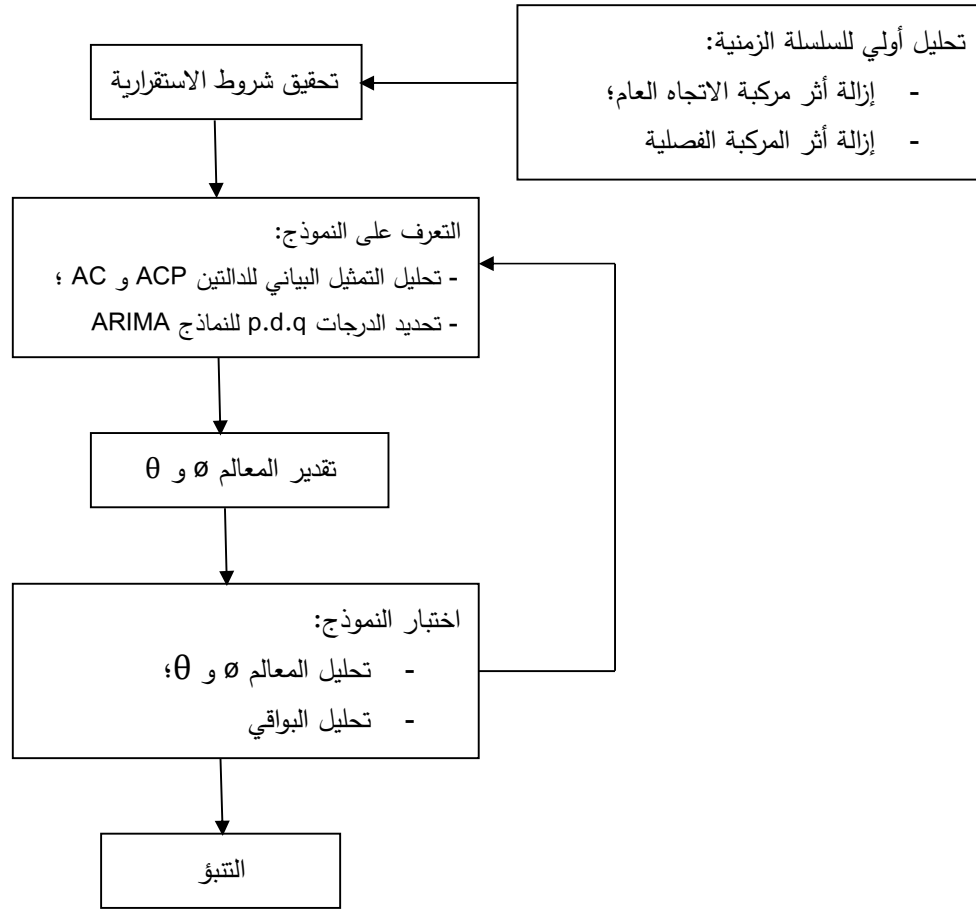 تحليل أولي للسلسلة الزمنية:
- إزالة أثر مركبة الاتجاه العام؛
- إزالة أثر المركبة الفصلية
تحقيق شروط الاستقرارية
التعرف على النموذج:
- تحليل التمثيل البياني للدالتين ACP و AC ؛
- تحديد الدرجات p.d.q للنماذج ARIMA
تقدير المعالم ø و θ
اختبار النموذج:
- تحليل المعالم ø و θ؛
- تحليل البواقي
التنبؤ